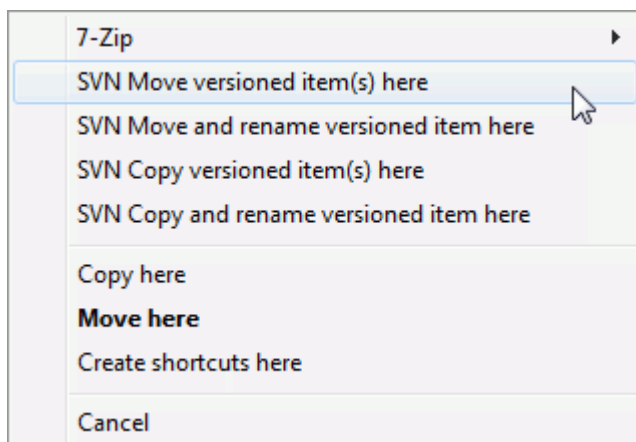 7-Zip
SVN Move versioned item(s) here
SVN Move and rename versioned item here
SVN Copy versioned item(s) here
SVN Copy and rename versioned item here
Copy here
Move here
Create shortcuts here
Cancel